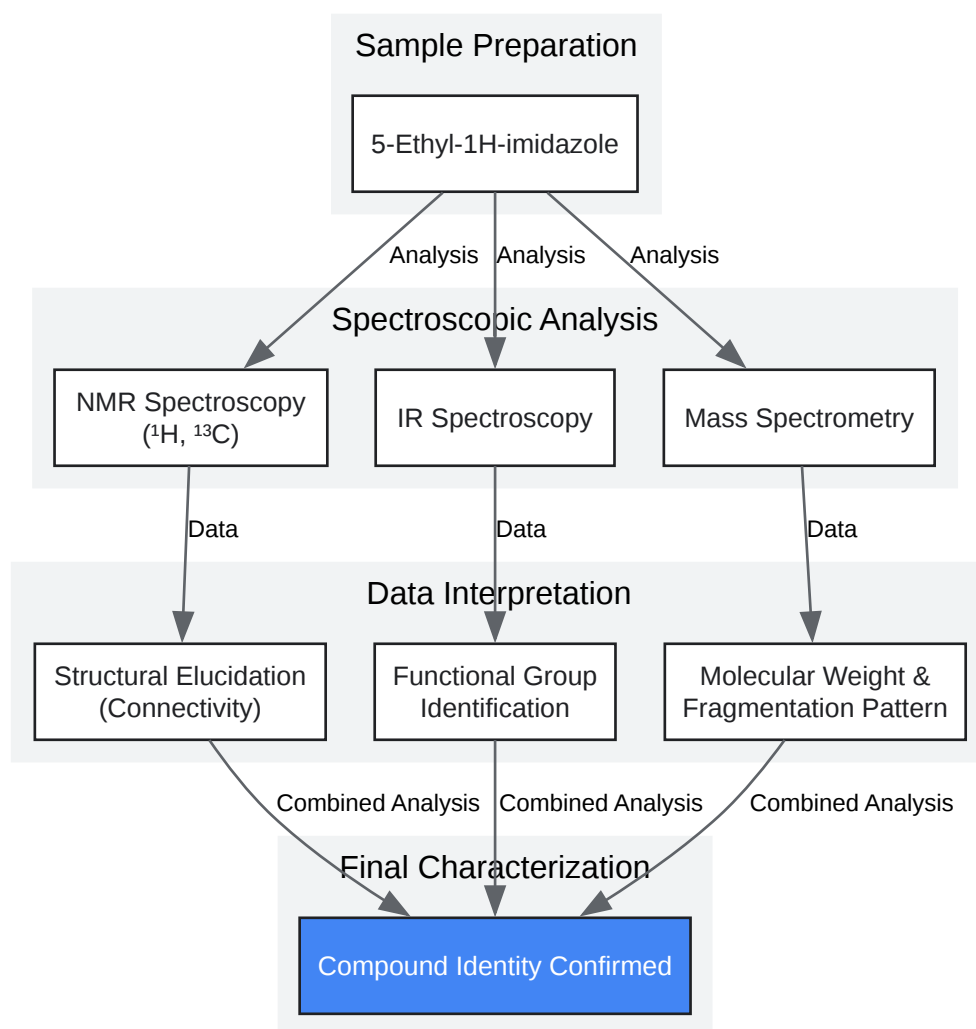 Sample Preparation
5-Ethyl-1H-imidazole
Analysis
Analysis
Analysis
Spectroscopic Analysis
NMR Spectroscopy
(¹H, ¹³C)
IR Spectroscopy
Mass Spectrometry
Data
Data
Data
Data Interpretation
Structural Elucidation
(Connectivity)
Functional Group
Identification
Molecular Weight &
Fragmentation Pattern
Combined Analysis
Combined Analysis
Combined Analysis
Final Characterization
Compound Identity Confirmed